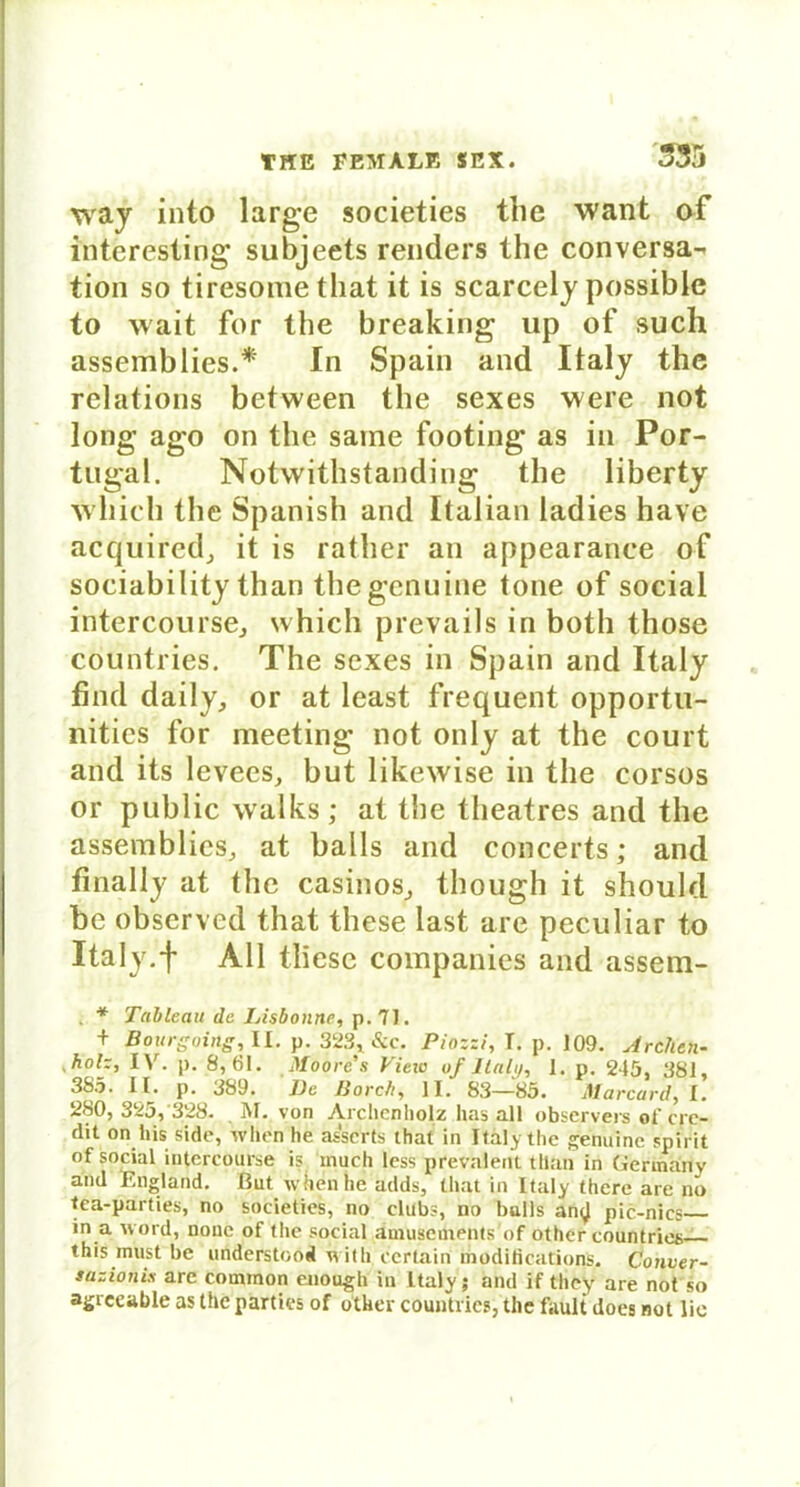 THE FEMALE SEX. 335
way into large societies the want of
interesting subjects renders the conversa-
tion so tiresome that it is scarcely possible
to wait for the breaking up of such
assemblies.* In Spain and Italy the
relations between the sexes were not
long ago on the same footing as in Por-
tugal. Notwithstanding the liberty
which the Spanish and Italian ladies have
acquired, it is rather an appearance of
sociability than the genuine tone of social
intercourse, which prevails in both those
countries. The sexes in Spain and Italy
find daily, or at least frequent opportu-
nities for meeting not only at the court
and its levees, but likewise in the corsos
or public walks; at the theatres and the
assemblies, at balls and concerts; and
finally at the casinos, though it should
be observed that these last are peculiar to
Italy.† All these companies and assem-
* Tableau de Lisbonne, p. 71.
+ Bourgoing, II. p. 323, &c. Piozzi, I. p. 109. Archen-
holz, IV. p. 8, 61. Moore's View of Italy, I. p. 245, 381,
385. II. p. 389. De Borch, II. 83—85. Marcard, I.
280, 325, 328. M. von Archenholz has all observers of cre-
dit on his side, when he asserts that in Italy the genuine spirit
of social intercourse is much less prevalent than in Germany
and England. But when he adds, that in Italy there are no
tea-parties, no societies, no clubs, no balls and pic-nics—
in a word, none of the social amusements of other countries—
this must be understood with certain modifications. Conver-
sazionis are common enough in Italy; and if they are not so
agreeable as the parties of other countries, the fault does not lie